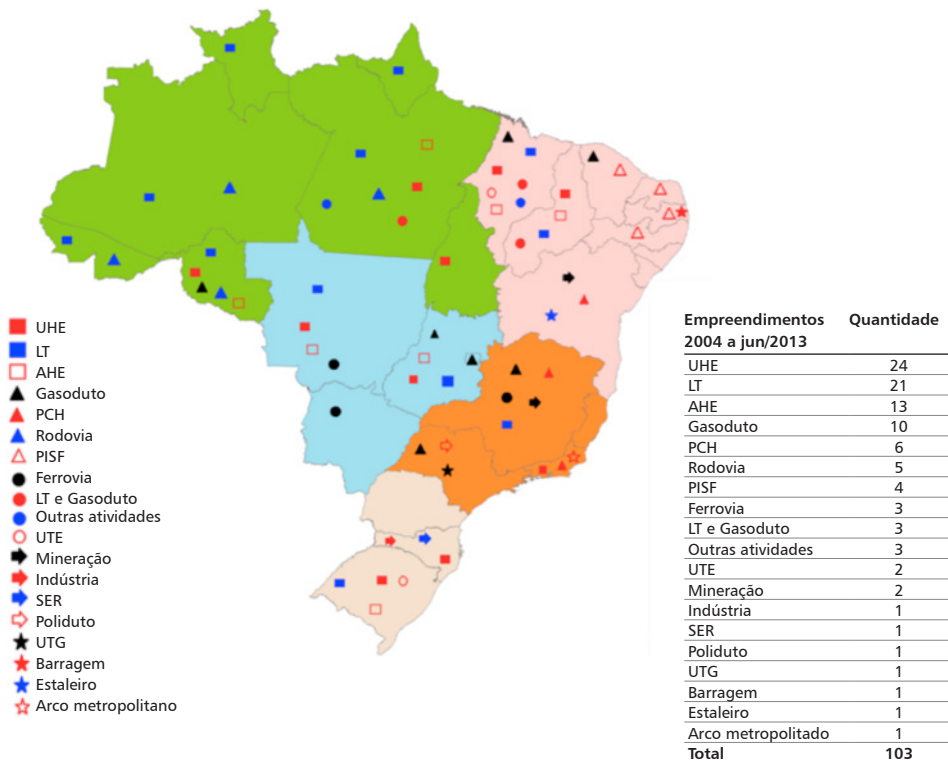 UHE
LT
AHE
Gasoduto
PCH
Rodovia
PISF
Ferrovia
LT e Gasoduto
Outras atividades
UTE
Mineração
Indústria
SER
Poliduto
UTG
Barragem
Estaleiro
Arco metropolitano
Empreendimentos Quantidade
2004 a jun/2013
UHE 24
LT 21
AHE 13
Gasoduto 10
PCH 6
Rodovia 5
PISF 4
Ferrovia 3
LT e Gasoduto 3
Outras atividades 3
UTE 2
Mineração 2
Indústria 1
SER 1
Poliduto 1
UTG 1
Barragem 1
Estaleiro 1
Arco metropolitado 1
Total 103